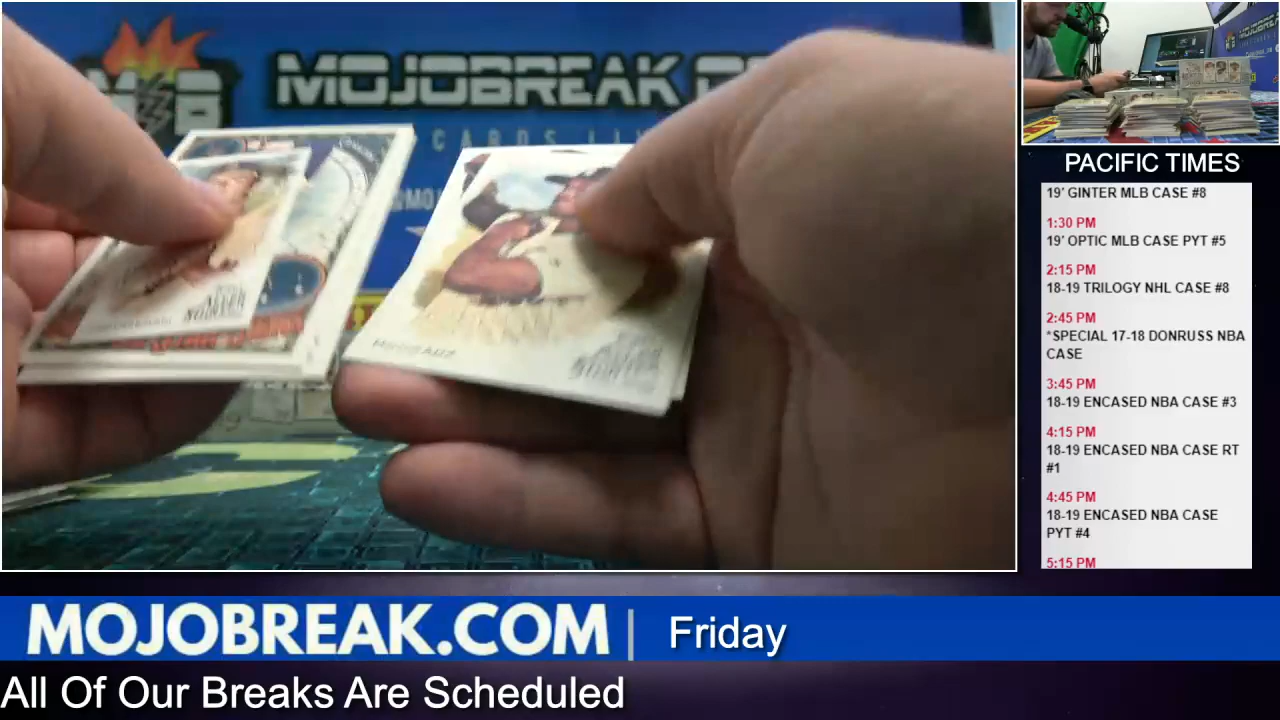 MOJOBREAK
CARDS
PACIFIC TIMES
19' GINTER MLB CASE #8
1:30 PM
19' OPTIC MLB CASE PYT #5
2:15 PM
18-19 TRILOGY NHL CASE #8
2:45 PM
*SPECIAL 17-18 DONRUSS NBA
CASE
3:45 PM
18-19 ENCASED NBA CASE #3
4:15 PM
18-19 ENCASED NBA CASE RT
#1
4:45 PM
18-19 ENCASED NBA CASE
PYT #4
5:15 PM
MOJOBREAK.COM | Friday
All Of Our Breaks Are Scheduled